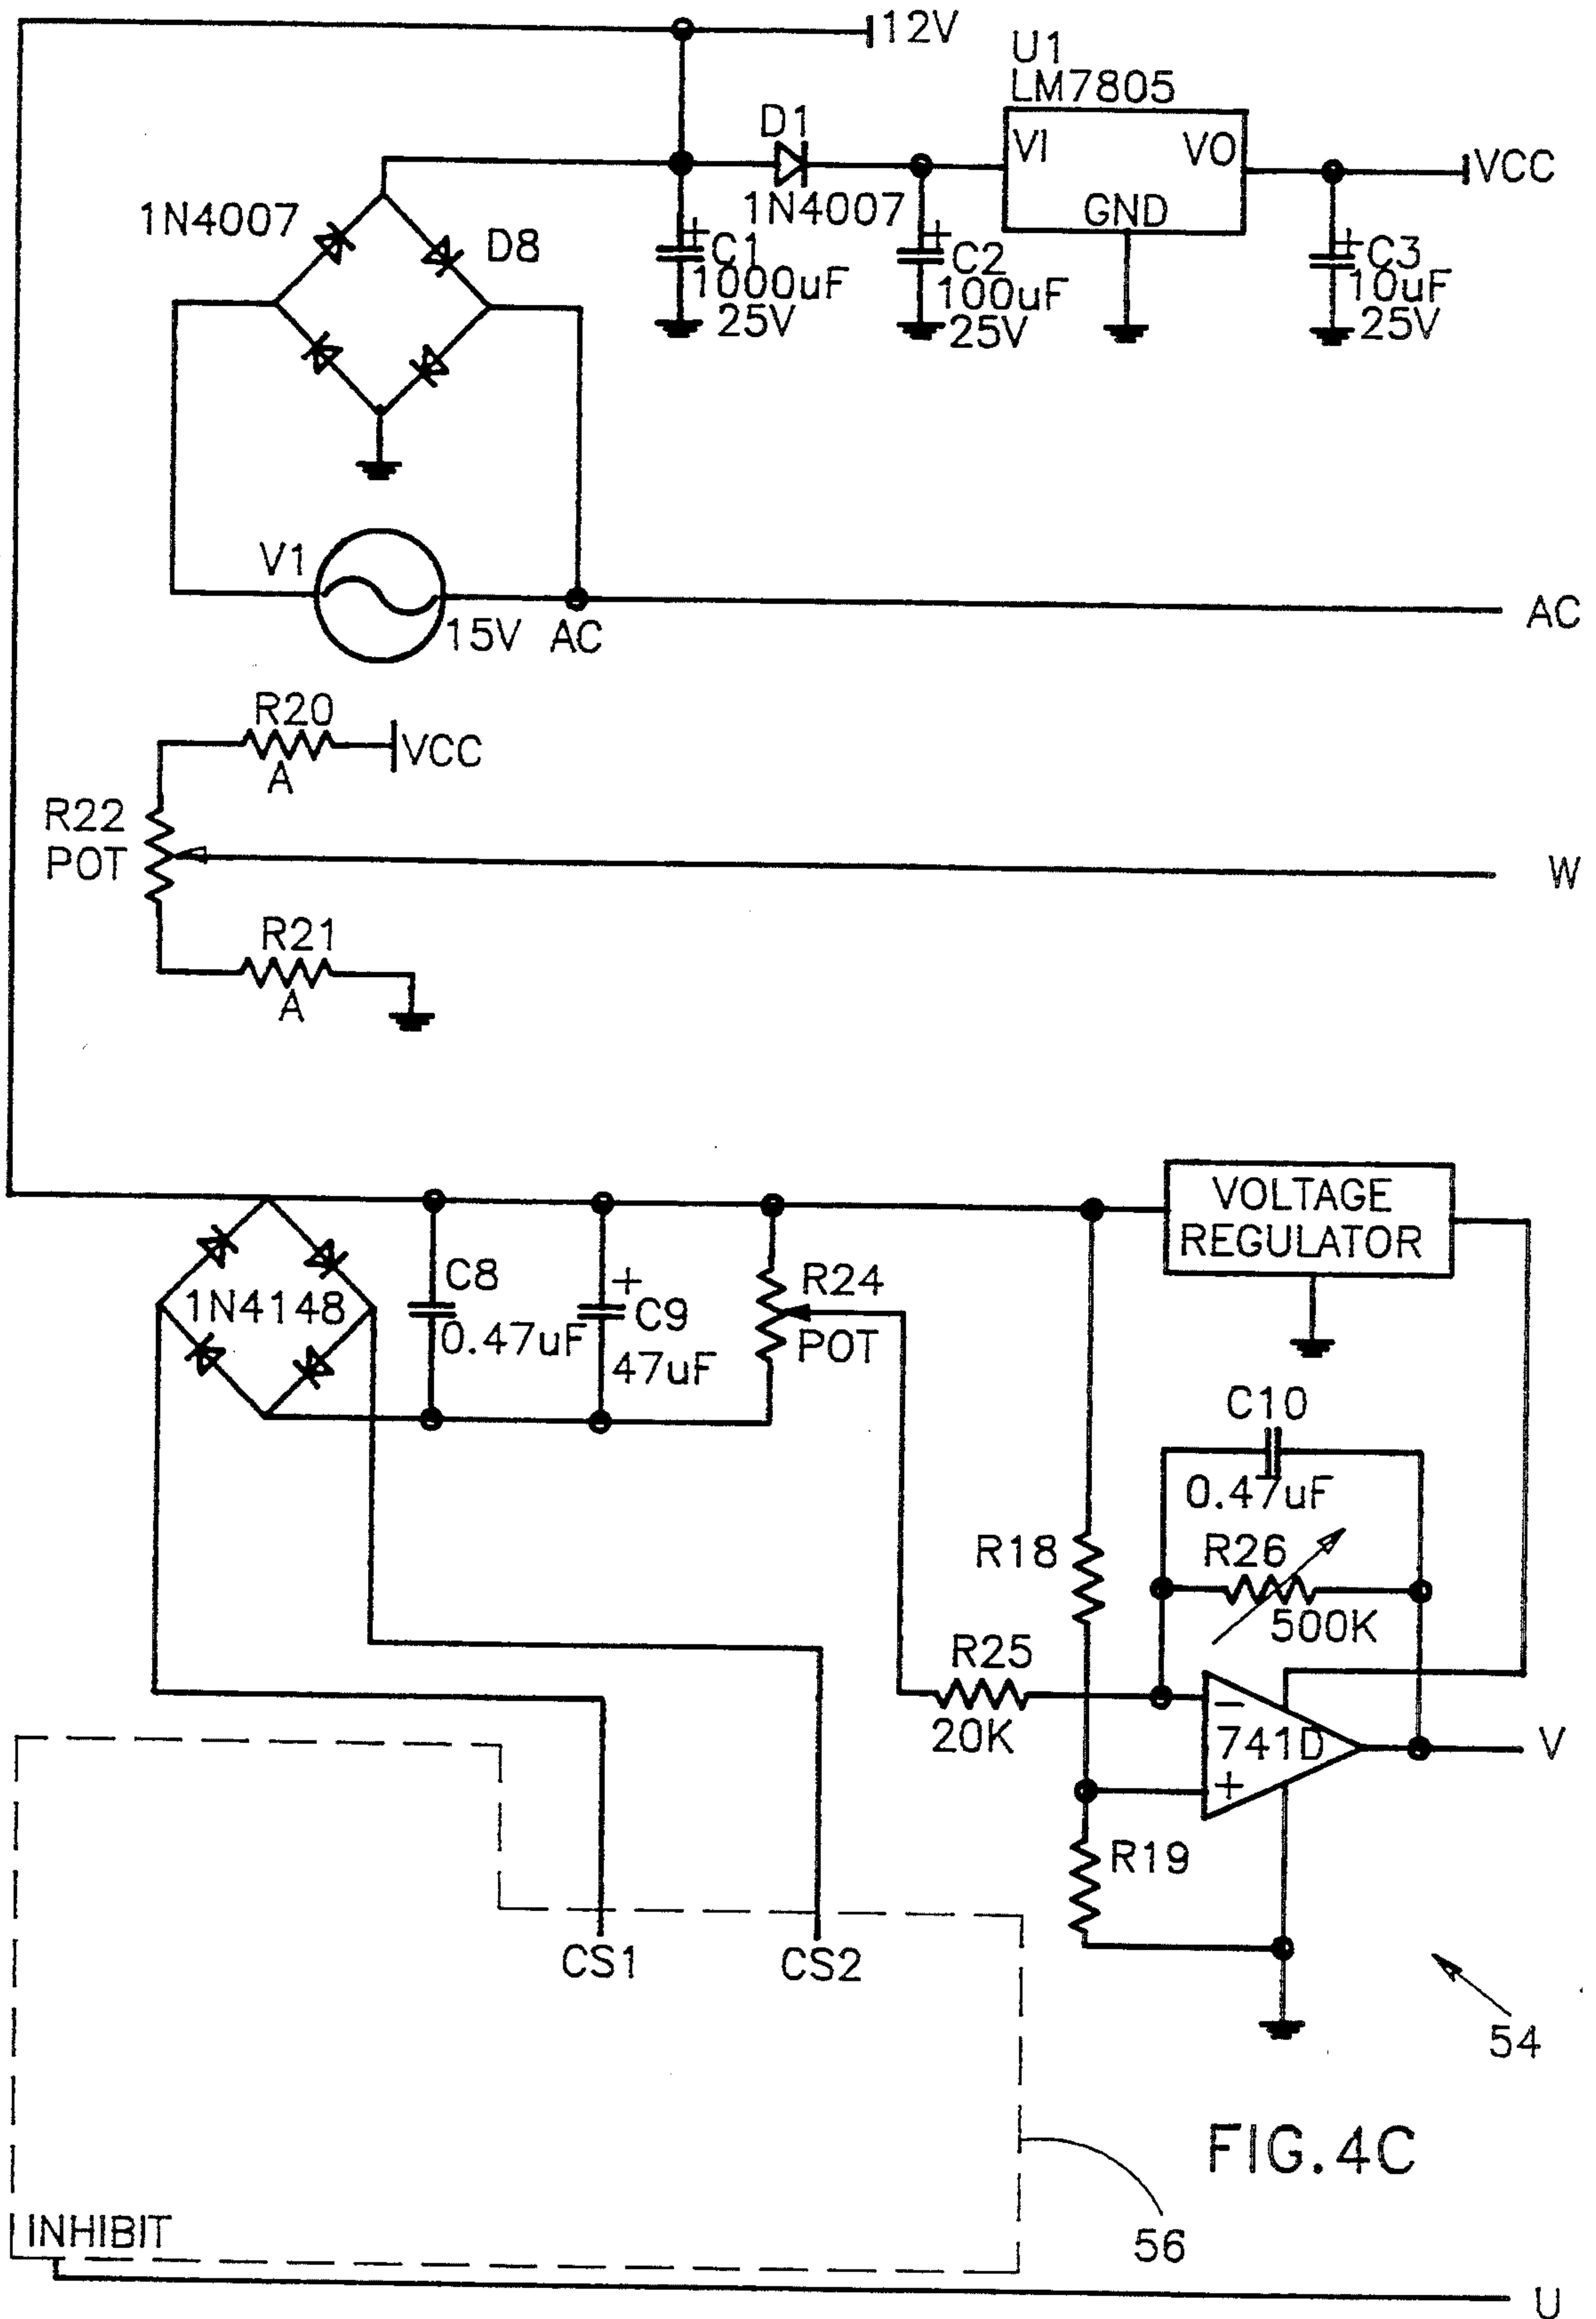 12V
U1
LM7805
D1
VI
VO
VCC
1N4007
D8
1N4007
GND
+
C1
1000uF
25V
+
C2
100uF
25V
+
C3
10uF
25V
V1
15V AC
AC
R20
VCC
A
R22
POT
W
R21
A
VOLTAGE
REGULATOR
1N4148
C8
0.47uF
+
C9
47uF
R24
POT
C10
0.47uF
R18
R26
500K
R25
20K
−
741D
+
V
R19
CS1
CS2
54
FIG.4C
INHIBIT
56
U